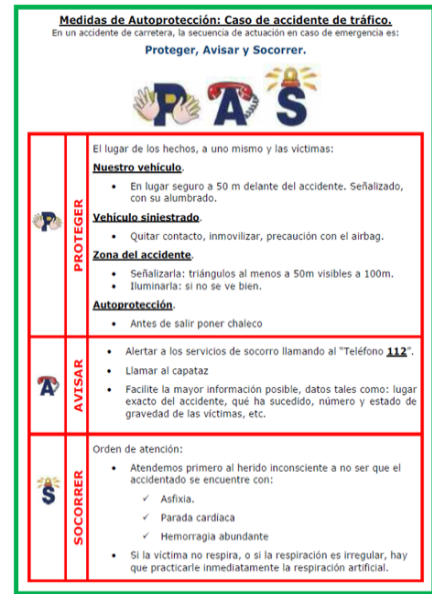 Medidas de Autoprotección: Caso de accidente de tráfico.
En un accidente de carretera, la secuencia de actuación en caso de emergencia es:
Proteger, Avisar y Socorrer.
P A S
El lugar de los hechos, a uno mismo y las víctimas:
Nuestro vehículo.
• En lugar seguro a 50 m delante del accidente. Señalizado,
con su alumbrado.
Vehículo siniestrado.
• Quitar contacto, inmovilizar, precaución con el airbag.
Zona del accidente.
• Señalizarla: triángulos al menos a 50m visibles a 100m.
• Iluminarla: si no se ve bien.
Autoprotección.
• Antes de salir poner chaleco
P
PROTEGER
• Alertar a los servicios de socorro llamando al "Teléfono 112".
• Llamar al capataz
• Facilite la mayor información posible, datos tales como: lugar
exacto del accidente, qué ha sucedido, número y estado de
gravedad de las víctimas, etc.
A
AVISAR
Orden de atención:
• Atendemos primero al herido inconsciente a no ser que el
accidentado se encuentre con:
✓ Asfixia.
✓ Parada cardíaca
✓ Hemorragia abundante
• Si la víctima no respira, o si la respiración es irregular, hay
que practicarle inmediatamente la respiración artificial.
S
SOCORRER